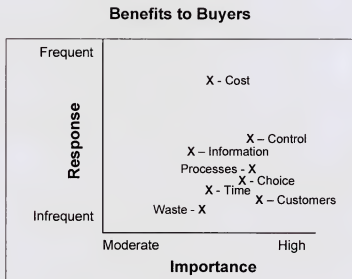 Benefits to Buyers
Frequent
X - Cost
Response
X – Control
X – Information
Processes - X
X - Choice
X - Time
X – Customers
Waste - X
Infrequent
Moderate
High
Importance